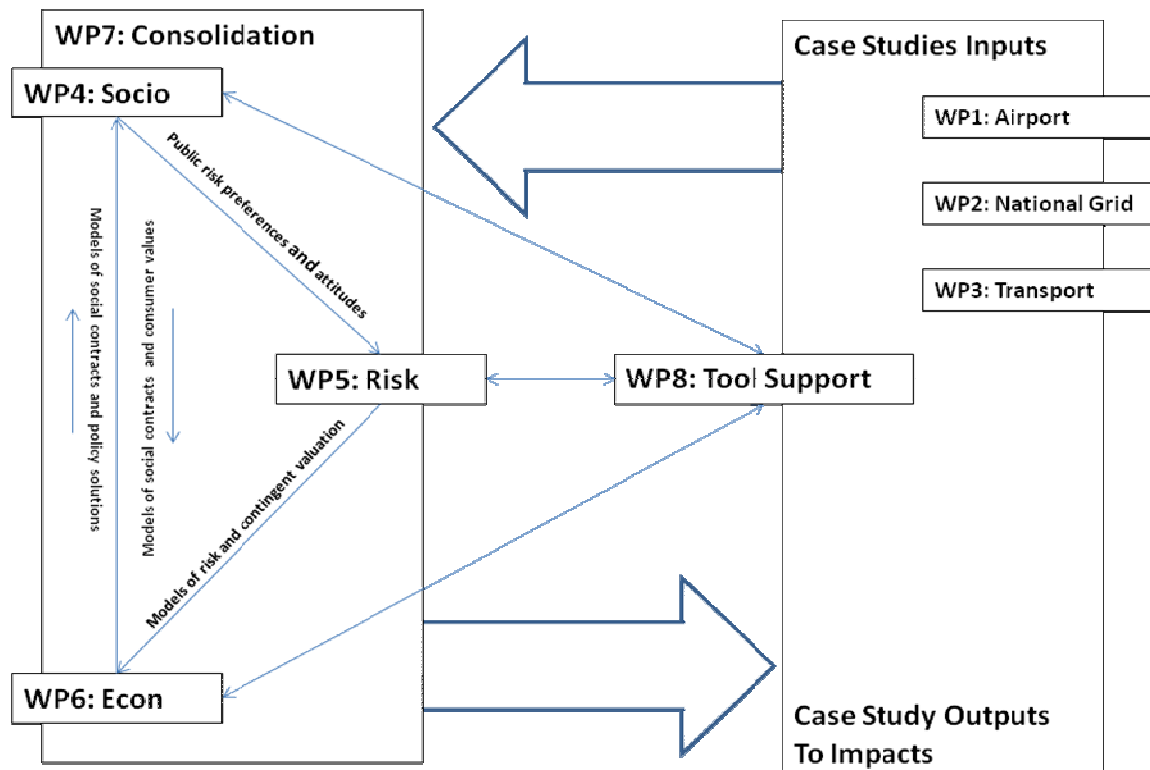 WP7: Consolidation
Case Studies Inputs
WP4: Socio
WP1: Airport
Public risk preferences and attitudes
WP2: National Grid
Models of social contracts and policy solutions
Models of social contracts and consumer values
WP3: Transport
WP5: Risk
WP8: Tool Support
Models of risk and contingent valuation
WP6: Econ
Case Study Outputs
To Impacts